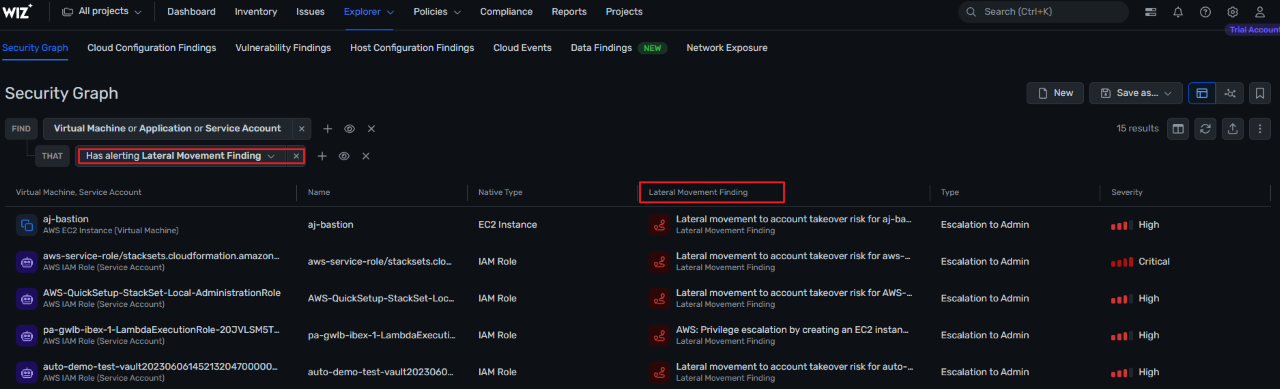 WIZ All projects Dashboard Inventory Issues Explorer Policies Compliance Reports Projects Search (Ctrl+K)
Trial Account
Security Graph Cloud Configuration Findings Vulnerability Findings Host Configuration Findings Cloud Events Data Findings NEW Network Exposure
Security Graph New Save as...
FIND Virtual Machine or Application or Service Account 15 results
THAT Has alerting Lateral Movement Finding
Virtual Machine, Service Account Name Native Type Lateral Movement Finding Type Severity
aj-bastion aj-bastion EC2 Instance Lateral movement to account takeover risk for aj-ba... Escalation to Admin High
AWS EC2 Instance (Virtual Machine) Lateral Movement Finding
aws-service-role/stacksets.cloudformation.amazon... aws-service-role/stacksets.clo... IAM Role Lateral movement to account takeover risk for aws-... Escalation to Admin Critical
AWS IAM Role (Service Account) Lateral Movement Finding
AWS-QuickSetup-StackSet-Local-AdministrationRole AWS-QuickSetup-StackSet-Loc... IAM Role Lateral movement to account takeover risk for AWS-... Escalation to Admin High
AWS IAM Role (Service Account) Lateral Movement Finding
pa-gwlb-ibex-1-LambdaExecutionRole-20JVLSM5T... pa-gwlb-ibex-1-LambdaExecuti... IAM Role AWS: Privilege escalation by creating an EC2 instan... Escalation to Admin High
AWS IAM Role (Service Account) Lateral Movement Finding
auto-demo-test-vault20230606145213204700000... auto-demo-test-vault2023060... IAM Role Lateral movement to account takeover risk for auto-... Escalation to Admin High
AWS IAM Role (Service Account) Lateral Movement Finding